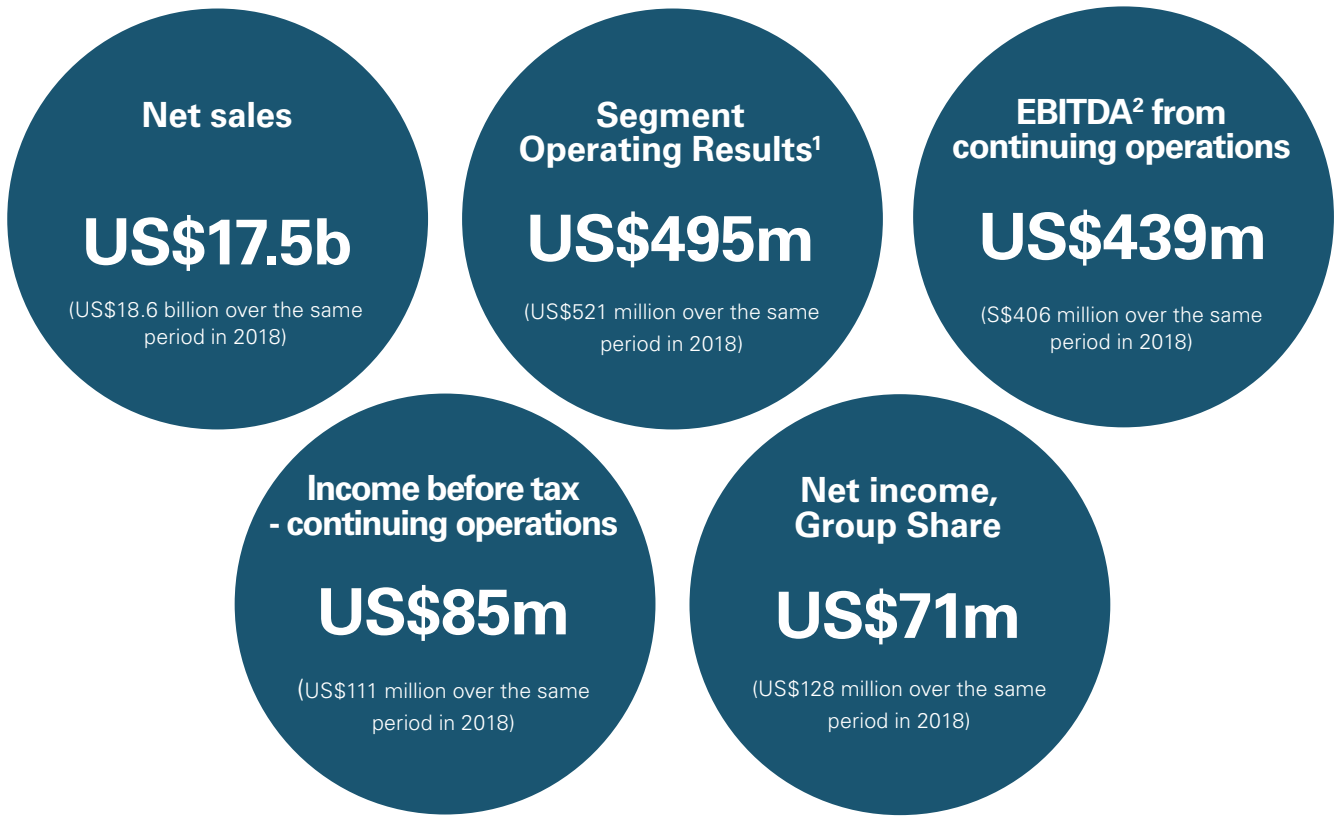 Net sales
US$17.5b
(US$18.6 billion over the same
period in 2018)
Segment
Operating Results¹
US$495m
(US$521 million over the same
period in 2018)
EBITDA² from
continuing operations
US$439m
(S$406 million over the same
period in 2018)
Income before tax
- continuing operations
US$85m
(US$111 million over the same
period in 2018)
Net income,
Group Share
US$71m
(US$128 million over the same
period in 2018)